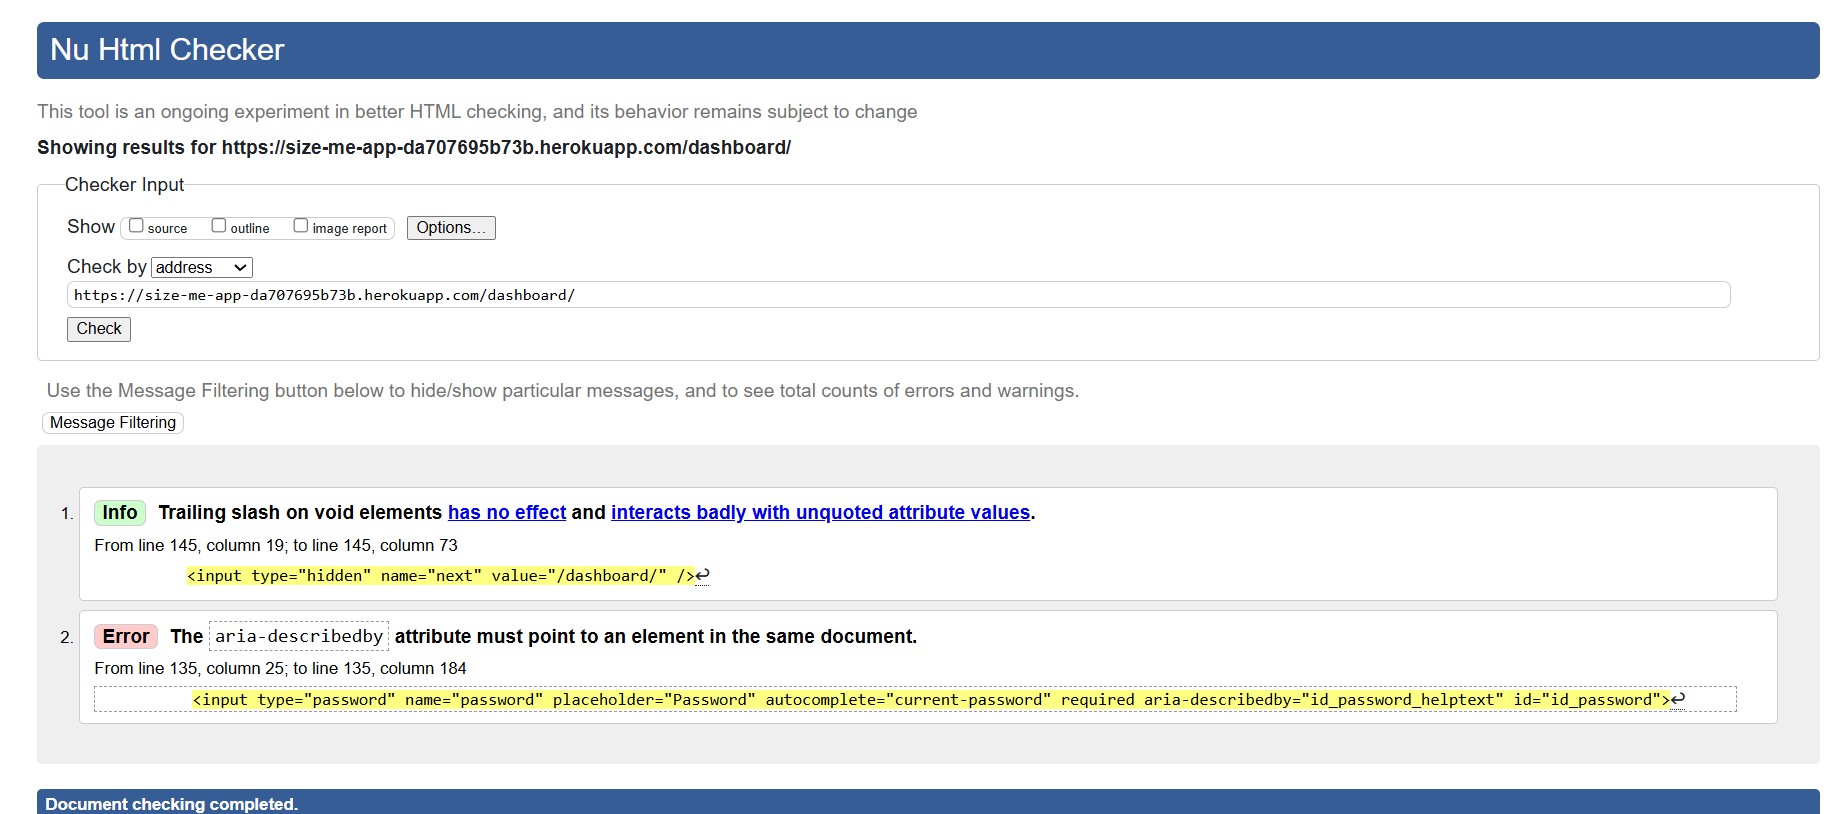 Nu Html Checker
This tool is an ongoing experiment in better HTML checking, and its behavior remains subject to change
Showing results for https://size-me-app-da707695b73b.herokuapp.com/dashboard/
Checker Input
Show source outline image report Options...
Check by address
https://size-me-app-da707695b73b.herokuapp.com/dashboard/
Check
Use the Message Filtering button below to hide/show particular messages, and to see total counts of errors and warnings.
Message Filtering
1. Info Trailing slash on void elements has no effect and interacts badly with unquoted attribute values.
From line 145, column 19; to line 145, column 73
<input type="hidden" name="next" value="/dashboard/" />↩
2. Error The aria-describedby attribute must point to an element in the same document.
From line 135, column 25; to line 135, column 184
<input type="password" name="password" placeholder="Password" autocomplete="current-password" required aria-describedby="id_password_helptext" id="id_password">↩
Document checking completed.